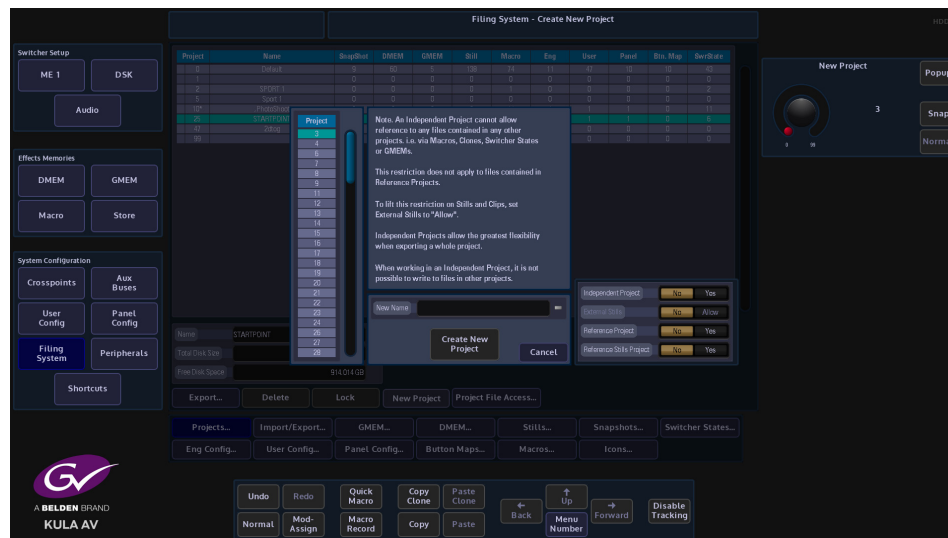 Filing System - Create New Project
HDD
Switcher Setup
ME 1
DSK
Audio
Effects Memories
DMEM
GMEM
Macro
Store
System Configuration
Crosspoints
Aux
Buses
User
Config
Panel
Config
Filing
System
Peripherals
Shortcuts
A BELDEN BRAND
KULA AV
Project Name SnapShot DMEM GMEM Still Macro Eng User Panel Btn. Map SwrState
Default
SPORT 1
Sport 1
STARTPOINT
Project
3
4
6
7
8
9
11
12
13
14
15
16
17
18
19
20
21
22
23
24
26
27
28
Note. An Independent Project cannot allow
reference to any files contained in any other
projects. i.e. via Macros, Clones, Switcher States
or GMEMs.
This restriction does not apply to files contained in
Reference Projects.
To lift this restriction on Stills and Clips, set
External Stills to "Allow".
Independent Projects allow the greatest flexibility
when exporting a whole project.
When working in an Independent Project, it is not
possible to write to files in other projects.
New Name
Create New
Project
Cancel
Independent Project No Yes
External Stills No Allow
Reference Project No Yes
Reference Stills Project No Yes
Name STARTPOINT
Total Disk Size
Free Disk Space 914.014 GB
Export...
Delete
Lock
New Project
Project File Access...
Projects...
Import/Export...
GMEM...
DMEM...
Stills...
Snapshots...
Switcher States...
Eng Config...
User Config...
Panel Config...
Button Maps...
Macros...
Icons...
Undo
Redo
Quick
Macro
Copy
Clone
Paste
Clone
Normal
Mod-
Assign
Macro
Record
Copy
Paste
Back
Up
Menu
Number
Forward
Disable
Tracking
New Project
3
0 99
Popup
Snap
Norma